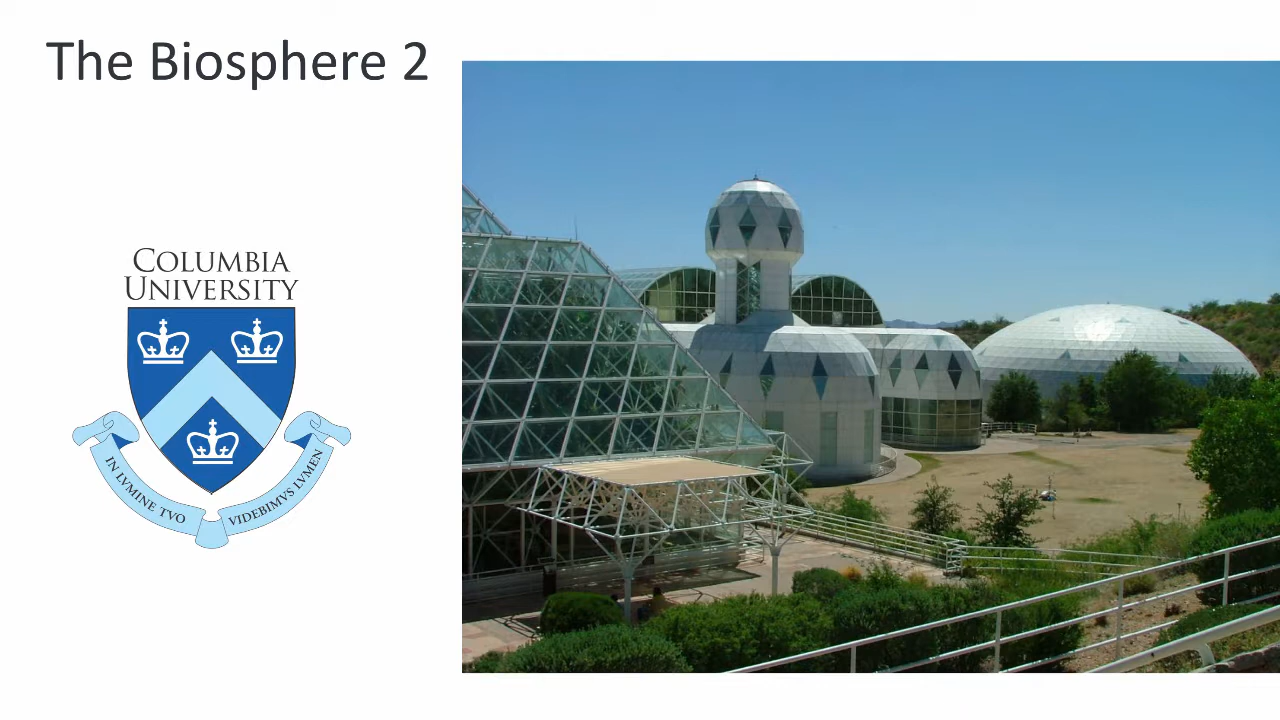 The Biosphere 2
COLUMBIA
UNIVERSITY
IN LVMINE TVO
VIDEBIMVS LVMEN